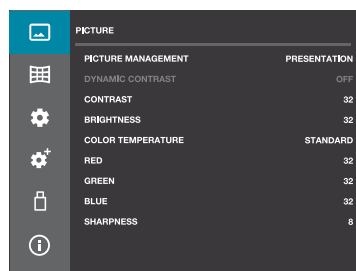 PICTURE
PICTURE MANAGEMENT PRESENTATION
DYNAMIC CONTRAST OFF
CONTRAST 32
BRIGHTNESS 32
COLOR TEMPERATURE STANDARD
RED 32
GREEN 32
BLUE 32
SHARPNESS 8